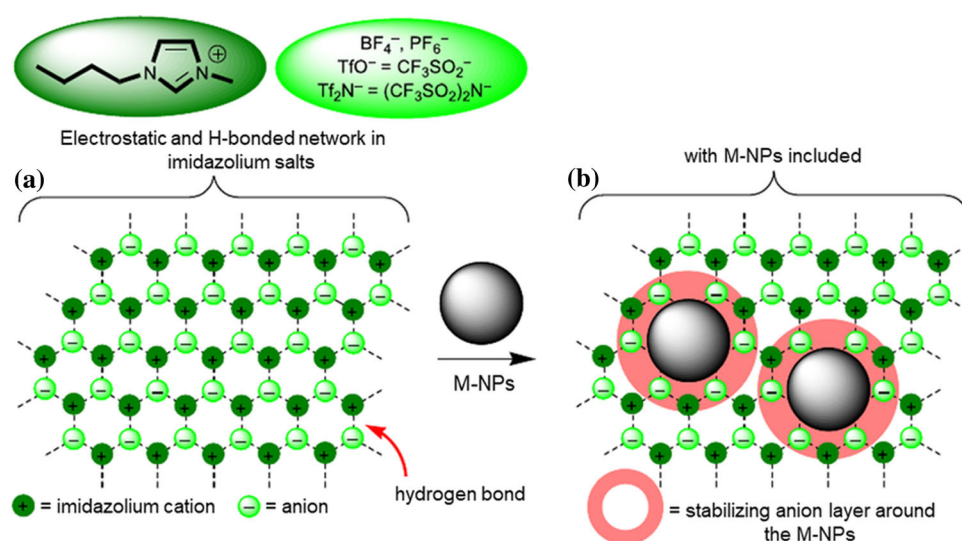 N
N
⊕
BF₄⁻, PF₆⁻
TfO⁻ = CF₃SO₂⁻
Tf₂N⁻ = (CF₃SO₂)₂N⁻
Electrostatic and H-bonded network in
imidazolium salts
(a)
with M-NPs included
(b)
M-NPs
hydrogen bond
+ = imidazolium cation
− = anion
= stabilizing anion layer around
the M-NPs